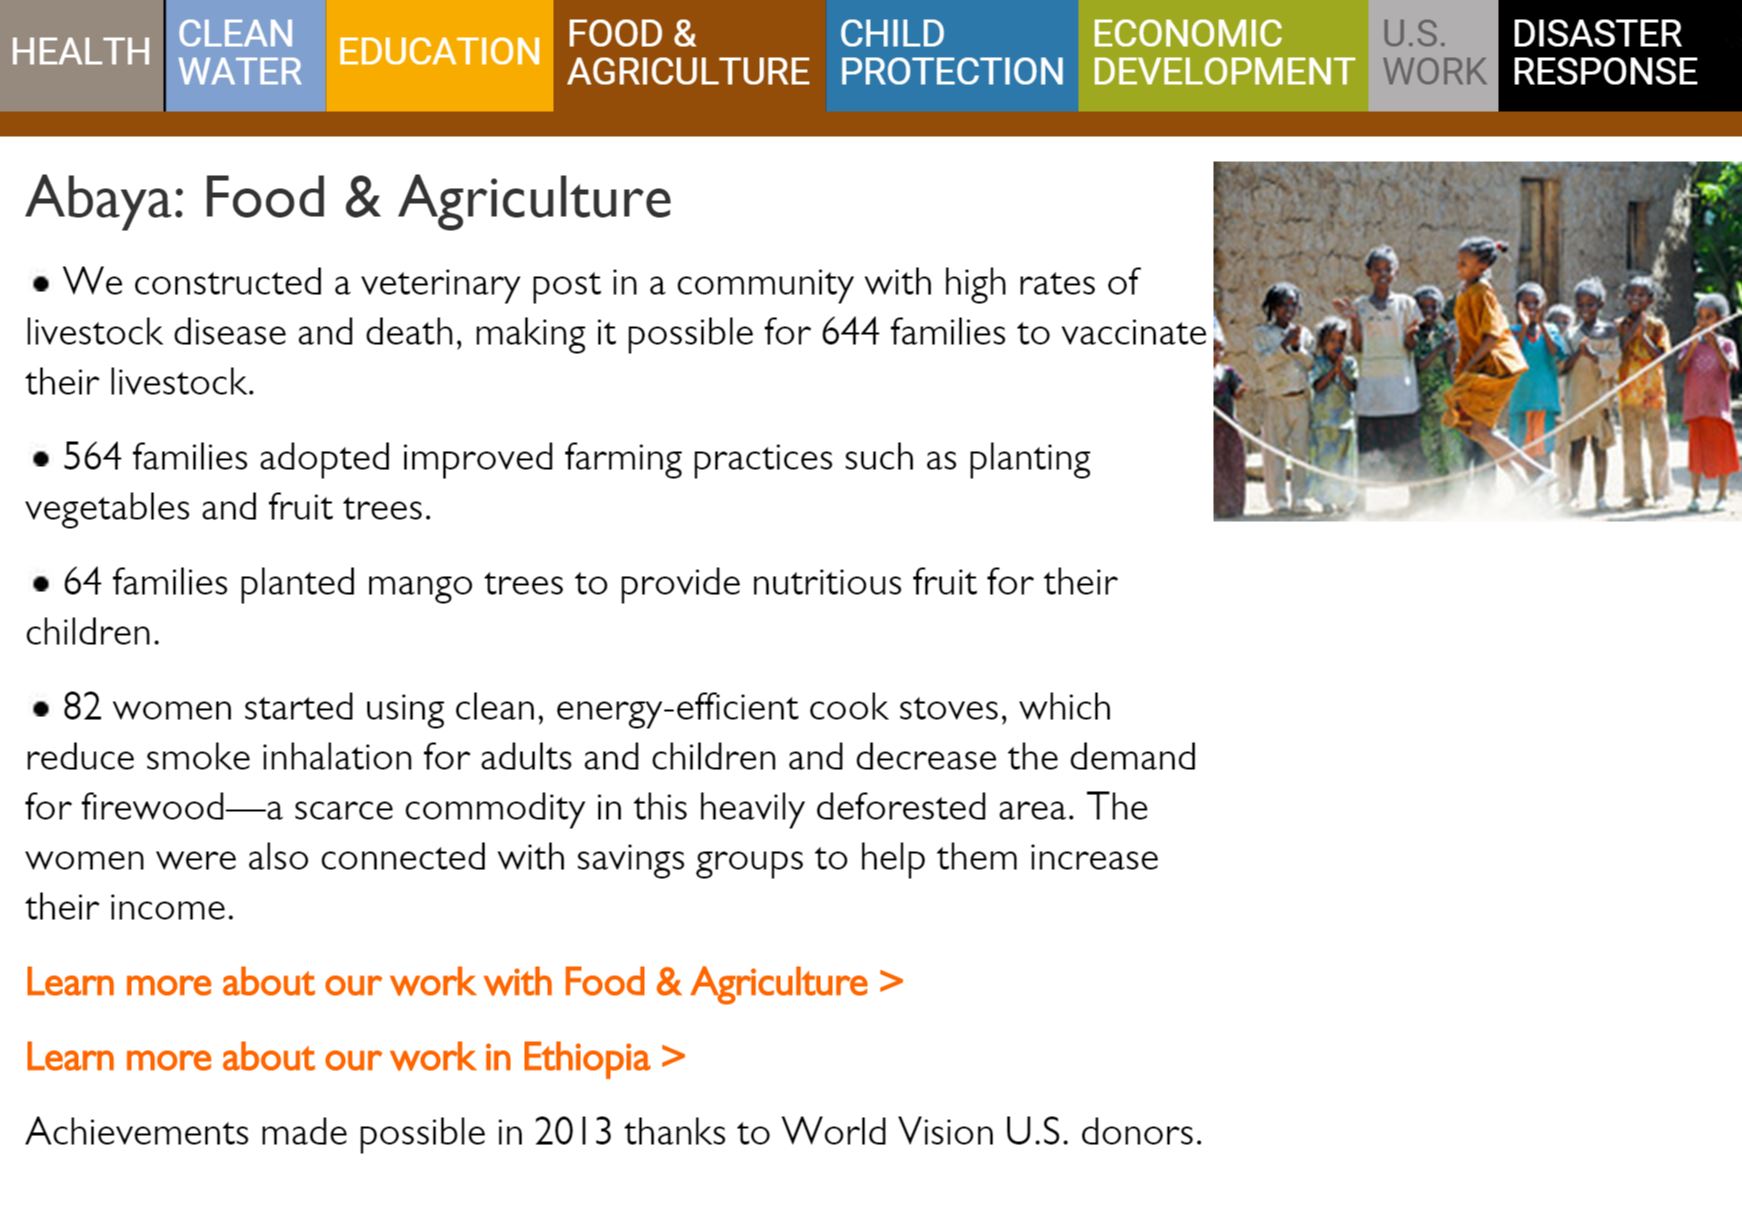 HEALTH
CLEAN
WATER
EDUCATION
FOOD &
AGRICULTURE
CHILD
PROTECTION
ECONOMIC
DEVELOPMENT
U.S.
WORK
DISASTER
RESPONSE
Abaya: Food & Agriculture
• We constructed a veterinary post in a community with high rates of
livestock disease and death, making it possible for 644 families to vaccinate
their livestock.
• 564 families adopted improved farming practices such as planting
vegetables and fruit trees.
• 64 families planted mango trees to provide nutritious fruit for their
children.
• 82 women started using clean, energy-efficient cook stoves, which
reduce smoke inhalation for adults and children and decrease the demand
for firewood—a scarce commodity in this heavily deforested area. The
women were also connected with savings groups to help them increase
their income.
Learn more about our work with Food & Agriculture >
Learn more about our work in Ethiopia >
Achievements made possible in 2013 thanks to World Vision U.S. donors.